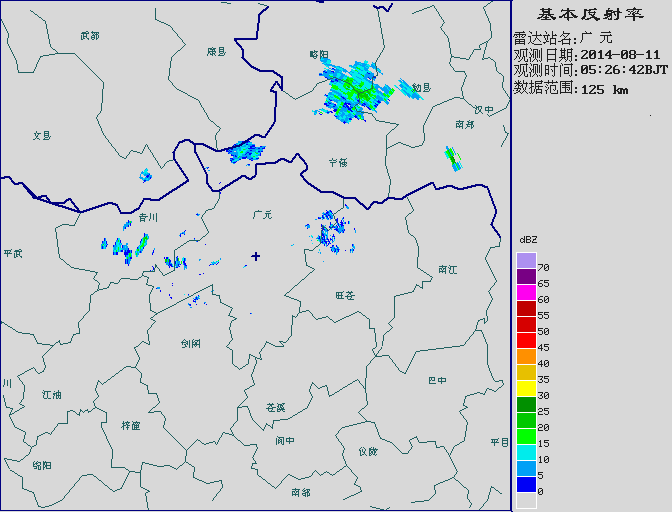 基本反射率
雷达站名:广 元
观测日期:2014-08-11
观测时间:05:26:42BJT
数据范围:125 km
武都
康县
略阳
勉县
汉中
南郑
文县
宁强
青川
广元
平武
南江
旺苍
剑阁
川
江油
巴中
苍溪
梓潼
阆中
仪陇
平昌
绵阳
南部
dBZ
70
65
60
55
50
45
40
35
30
25
20
15
10
5
0